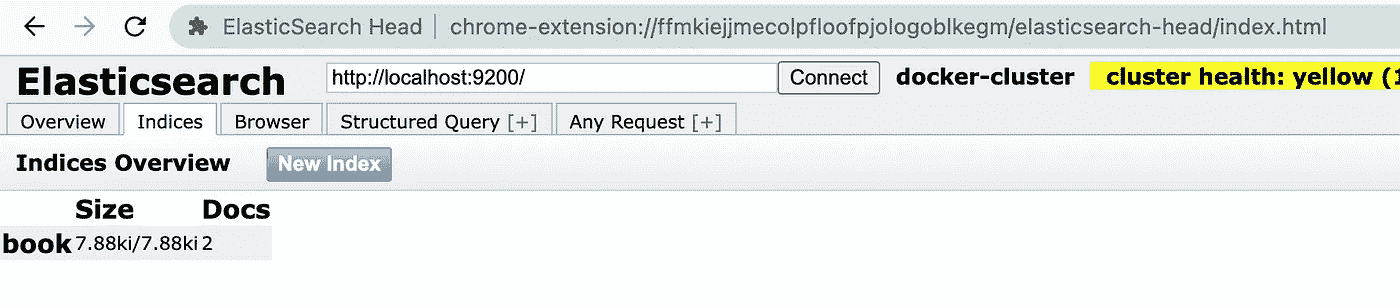 ElasticSearch Head chrome-extension://ffmkiejjmecolpfloofpjologoblkegm/elasticsearch-head/index.html
Elasticsearch http://localhost:9200/ Connect docker-cluster cluster health: yellow (1
Overview Indices Browser Structured Query [+] Any Request [+]
Indices Overview New Index
Size Docs
book 7.88ki/7.88ki 2